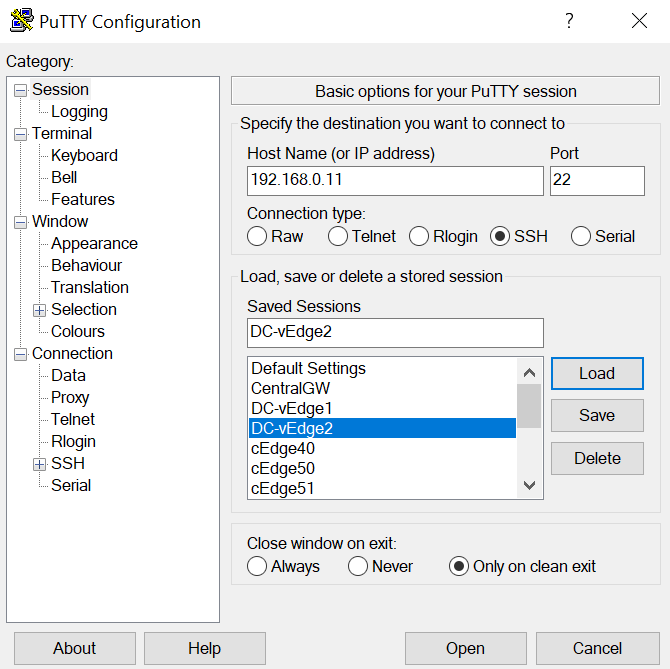 PuTTY Configuration
Category:
Session
Logging
Terminal
Keyboard
Bell
Features
Window
Appearance
Behaviour
Translation
Selection
Colours
Connection
Data
Proxy
Telnet
Rlogin
SSH
Serial
Basic options for your PuTTY session
Specify the destination you want to connect to
Host Name (or IP address) Port
192.168.0.11 22
Connection type:
Raw Telnet Rlogin SSH Serial
Load, save or delete a stored session
Saved Sessions
DC-vEdge2
Default Settings
CentralGW
DC-vEdge1
DC-vEdge2
cEdge40
cEdge50
cEdge51
Load
Save
Delete
Close window on exit:
Always Never Only on clean exit
About Help Open Cancel